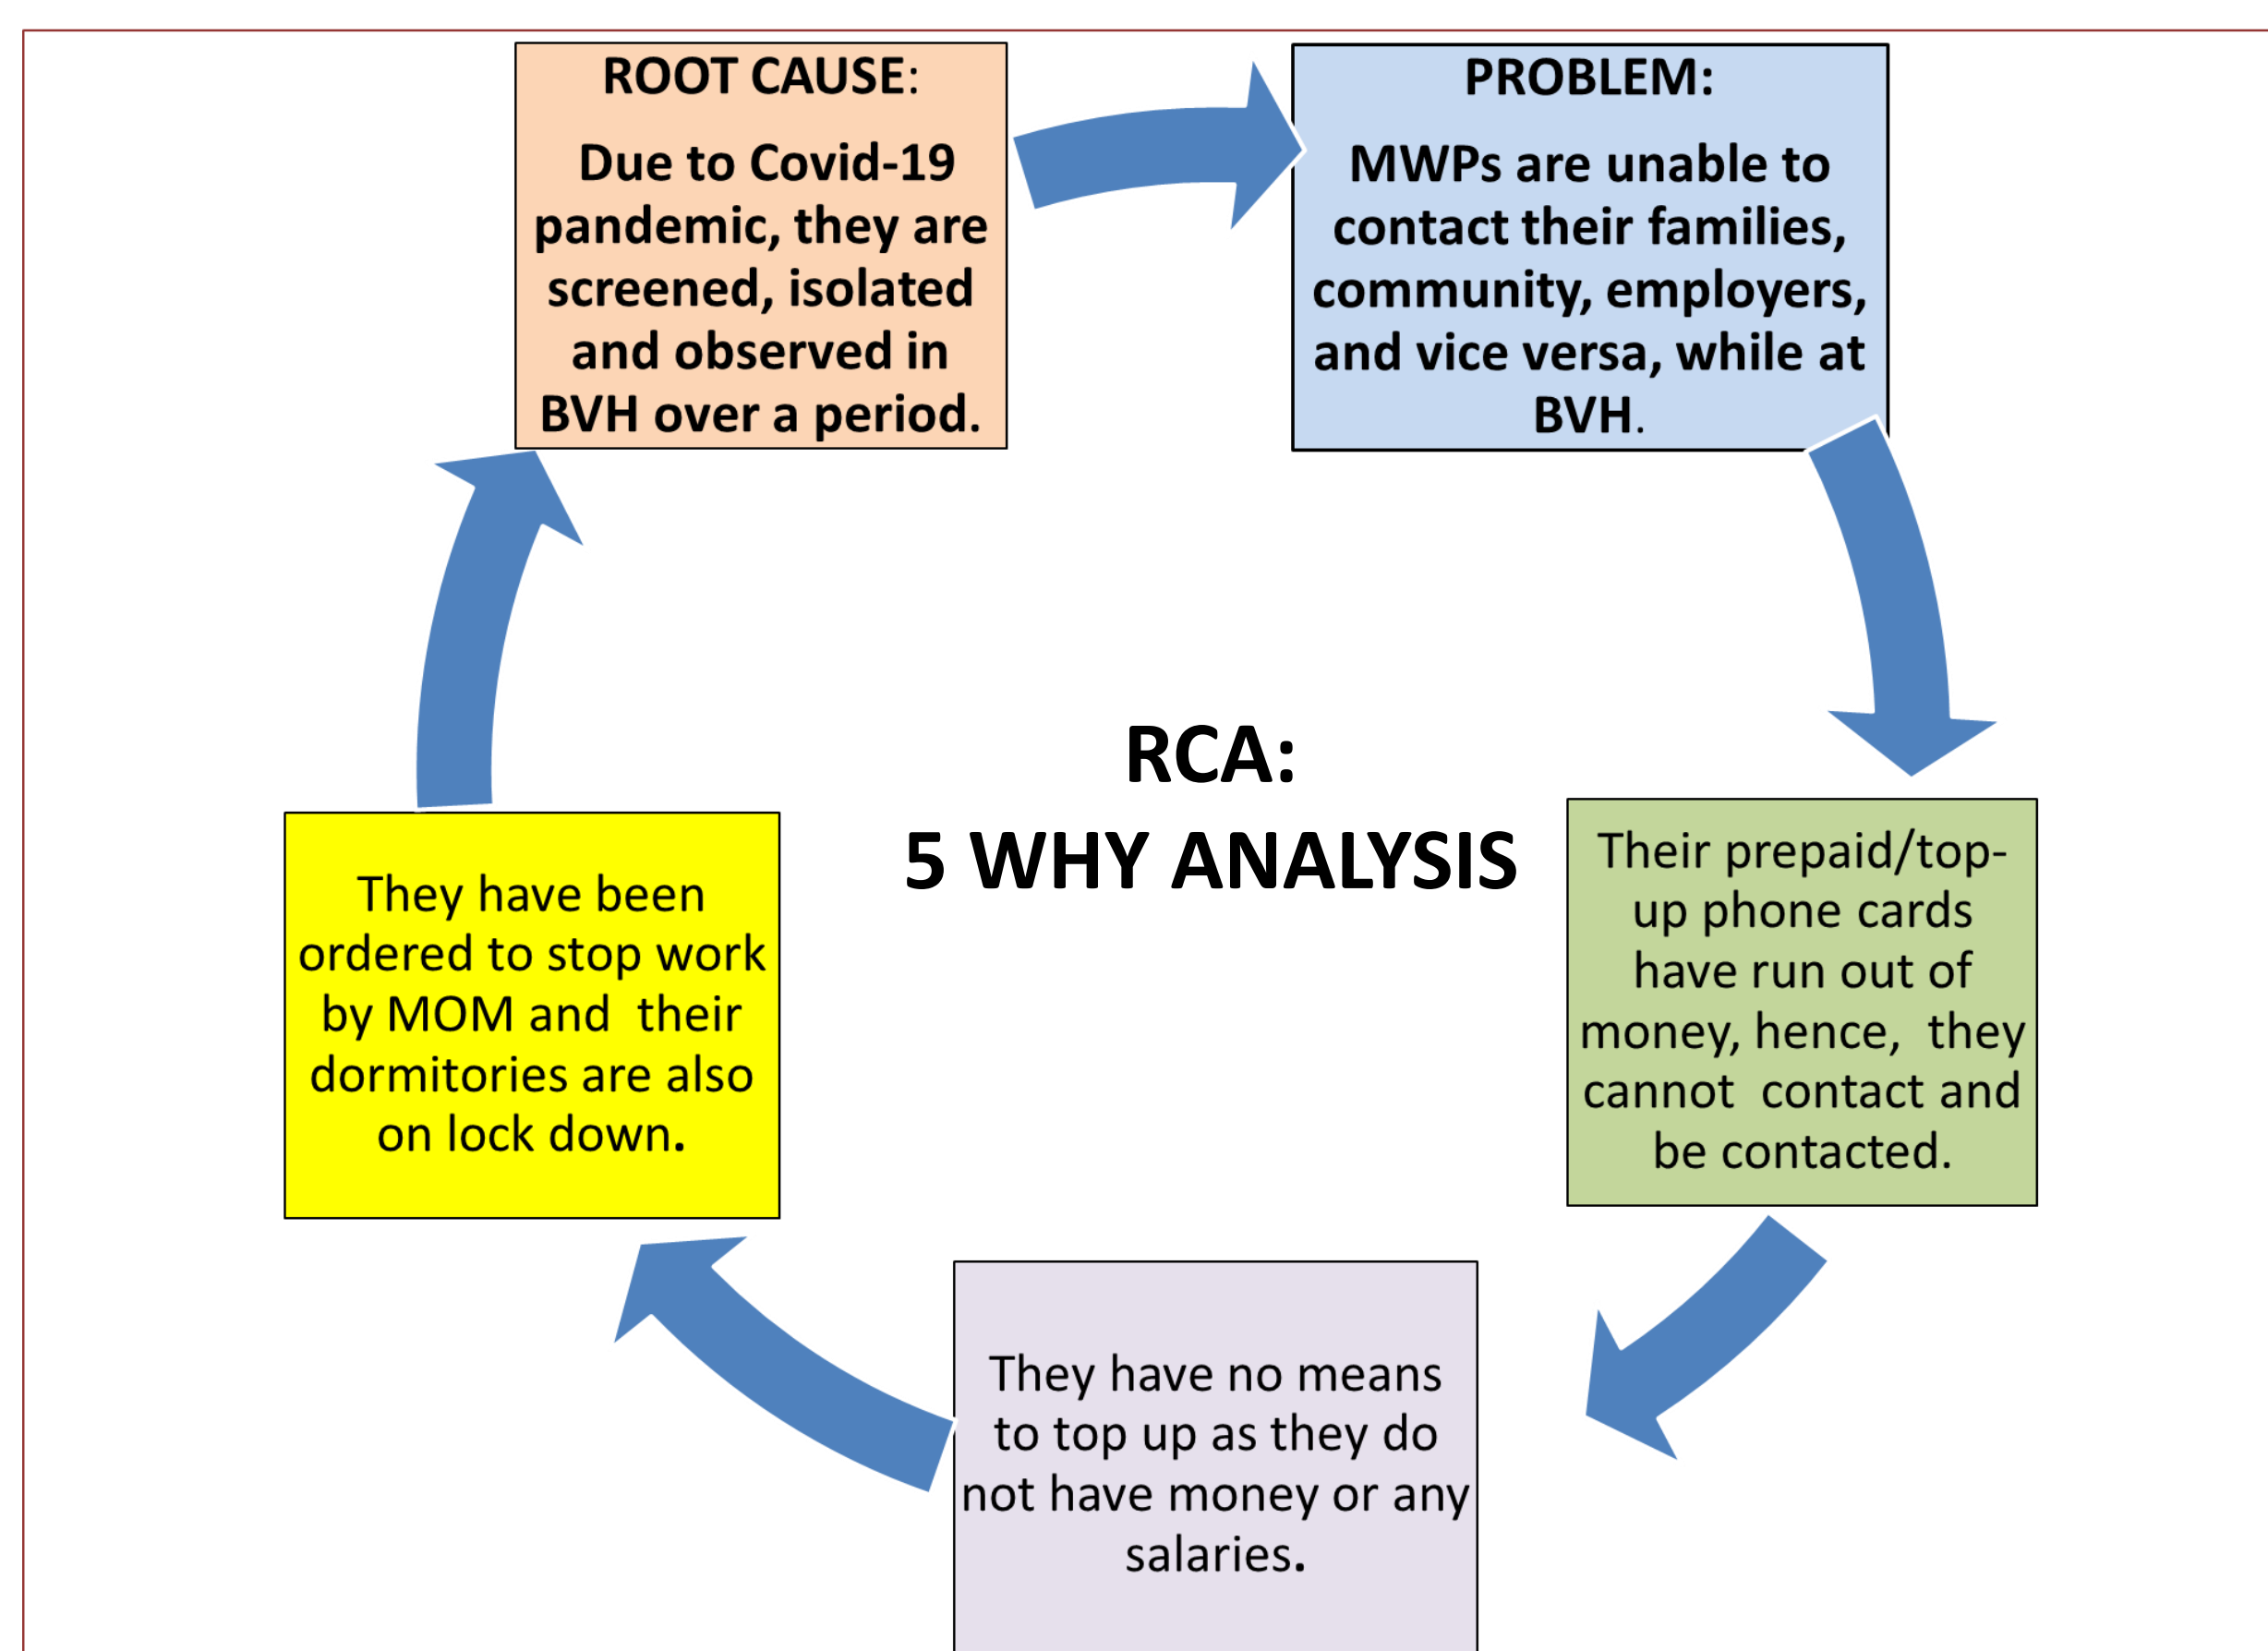 ROOT CAUSE:
Due to Covid-19
pandemic, they are
screened, isolated
and observed in
BVH over a period.
PROBLEM:
MWPs are unable to
contact their families,
community, employers,
and vice versa, while at
BVH.
RCA:
5 WHY ANALYSIS
Their prepaid/top-
up phone cards
have run out of
money, hence, they
cannot contact and
be contacted.
They have no means
to top up as they do
not have money or any
salaries.
They have been
ordered to stop work
by MOM and their
dormitories are also
on lock down.